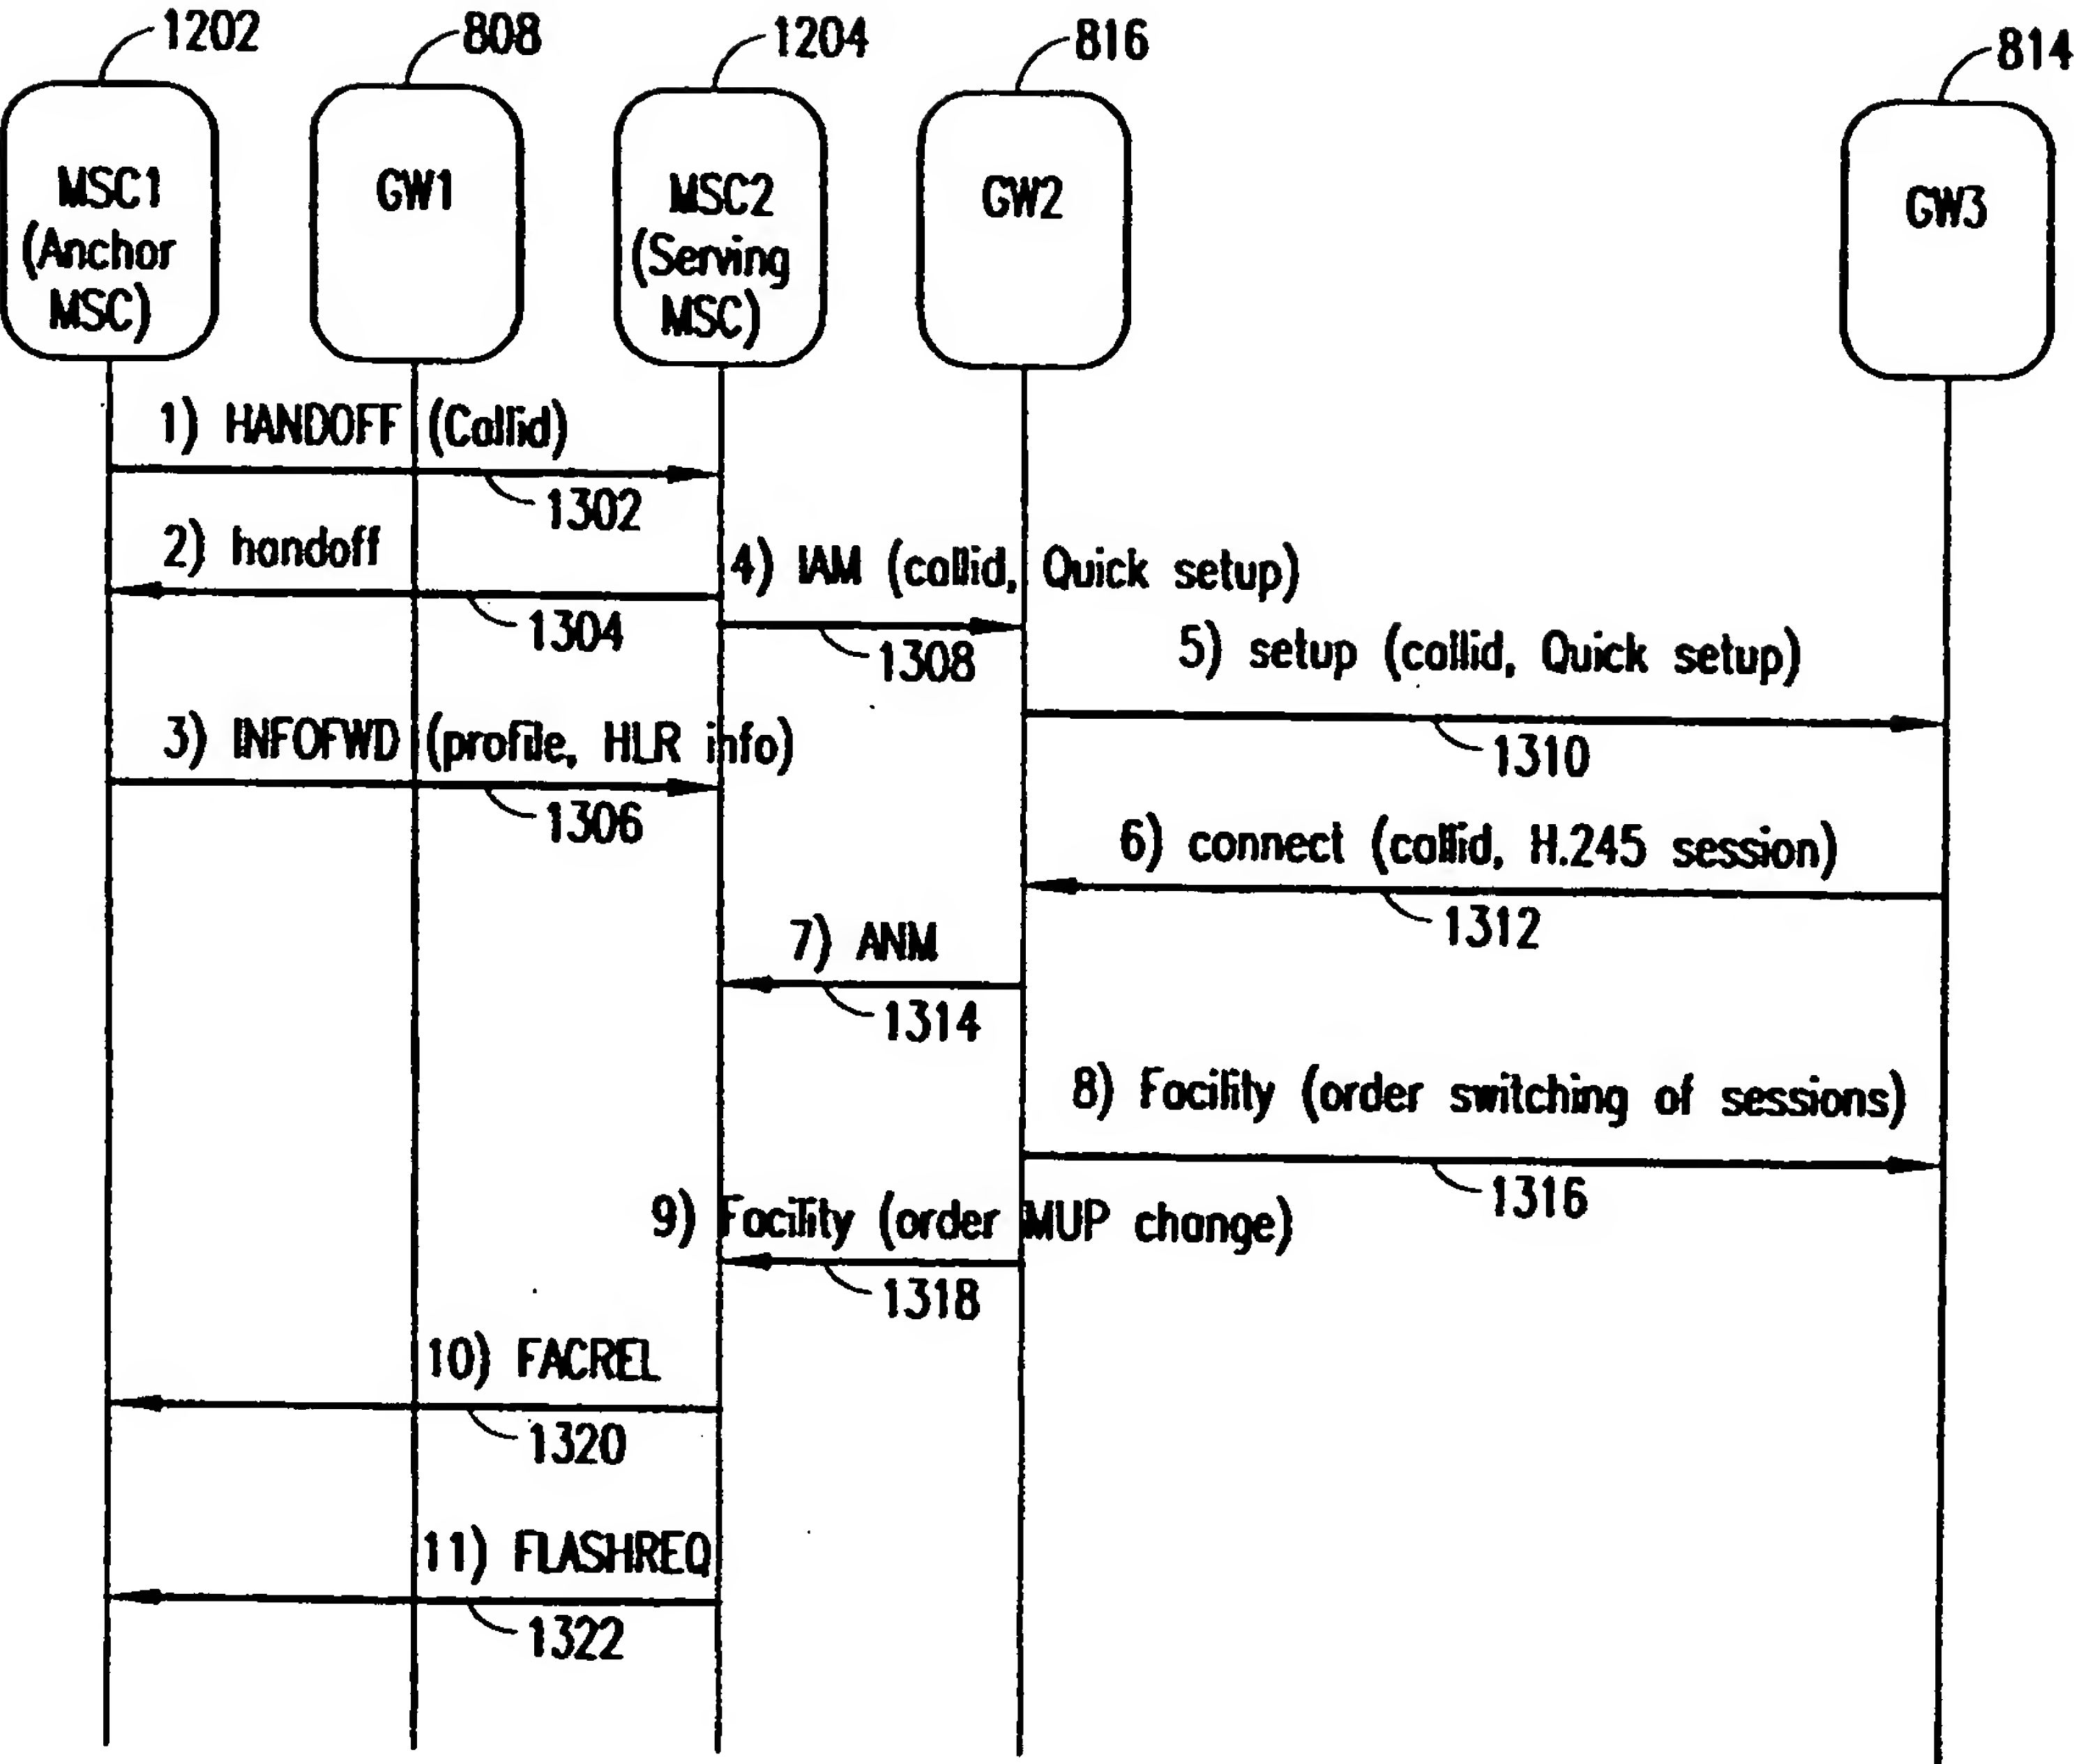 1202
808
1204
816
814
MSC1
(Anchor
MSC)
GW1
MSC2
(Serving
MSC)
GW2
GW3
1) HANDOFF (Callid)
1302
2) handoff
1304
4) IAM (callid, Quick setup)
1308
5) setup (callid, Quick setup)
1310
3) INFOFWD (profile, HLR info)
1306
6) connect (callid, H.245 session)
1312
7) ANM
1314
8) Facility (order switching of sessions)
1316
9) Facility (order MUP change)
1318
10) FACREL
1320
11) FLASHREQ
1322